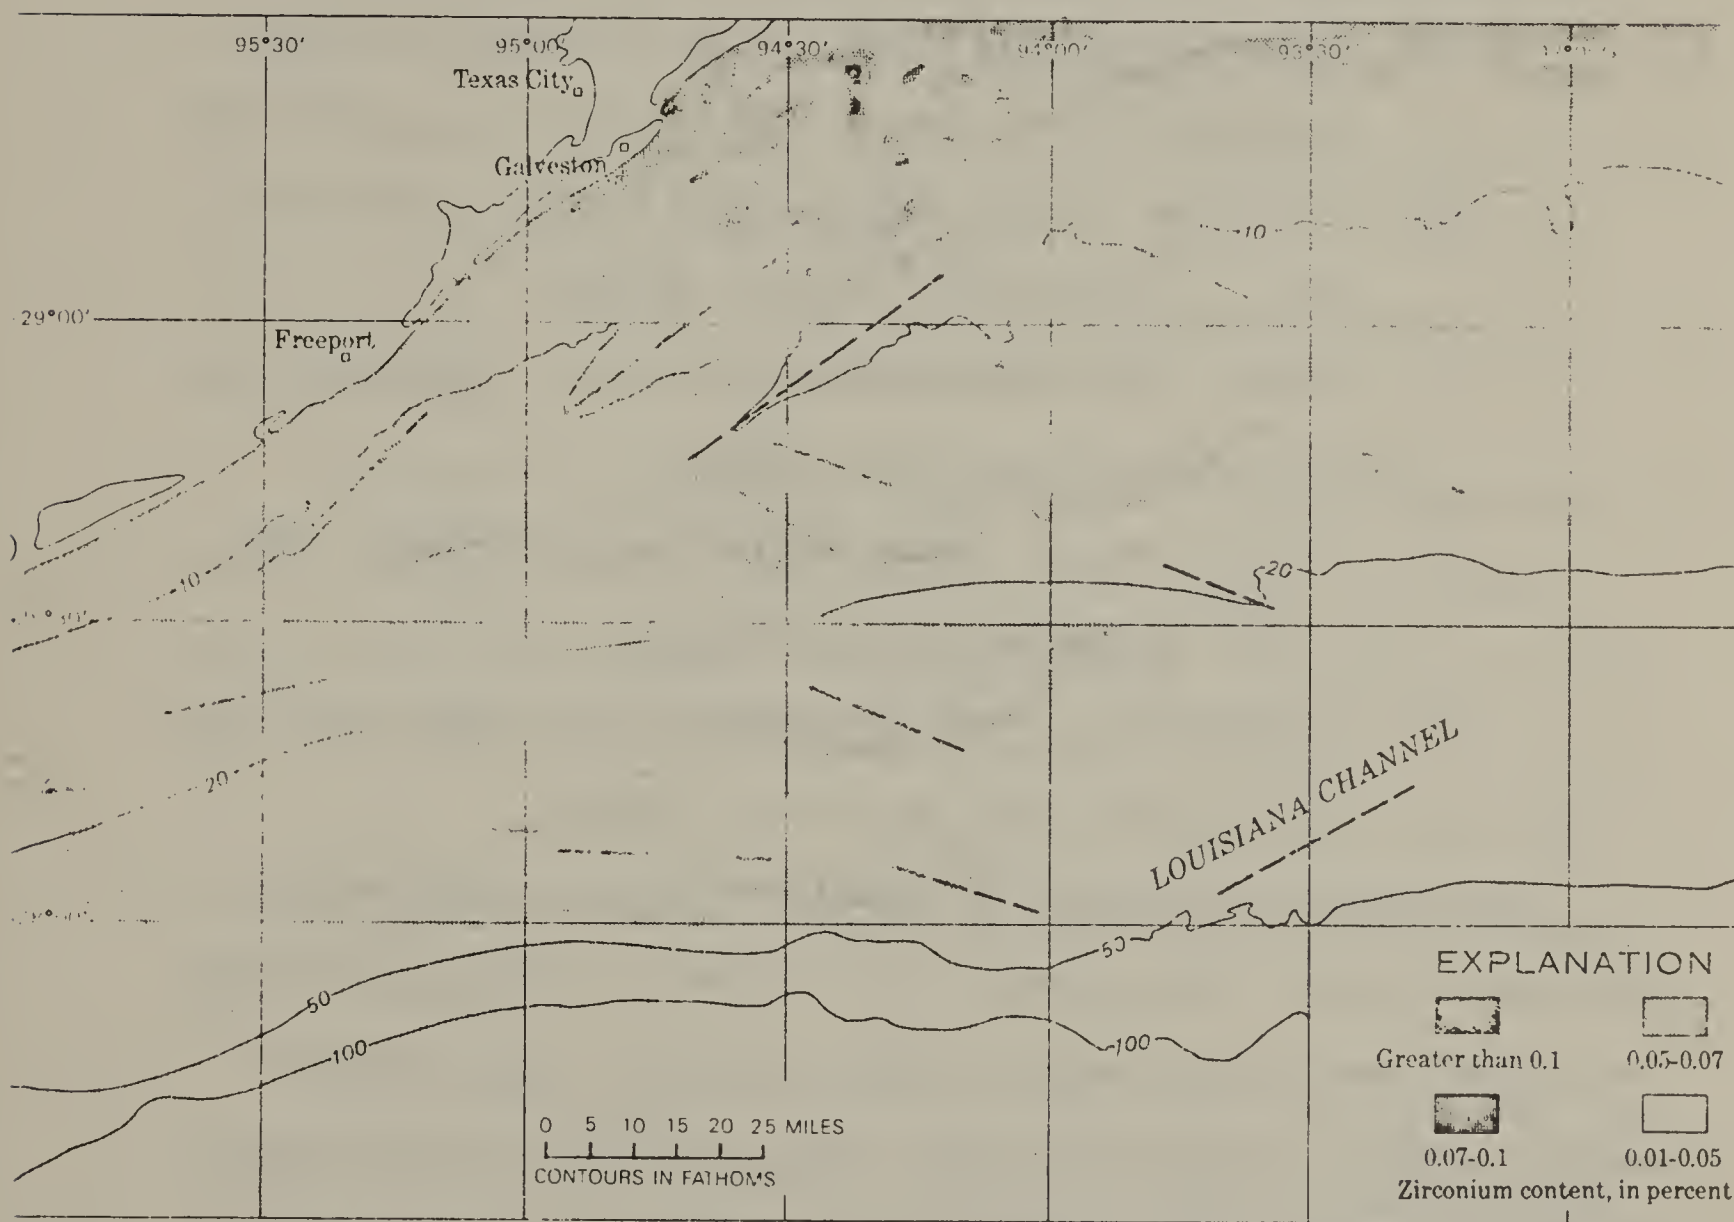 95°30′
95°00′
94°30′
94°00′
93°30′
Texas City
Galveston
10
29°00′
Freeport
)
20
10
20
LOUISIANA CHANNEL
50
50
100
100
EXPLANATION
Greater than 0.1
0.05-0.07
0.07-0.1
0.01-0.05
Zirconium content, in percent
0 5 10 15 20 25 MILES
CONTOURS IN FATHOMS